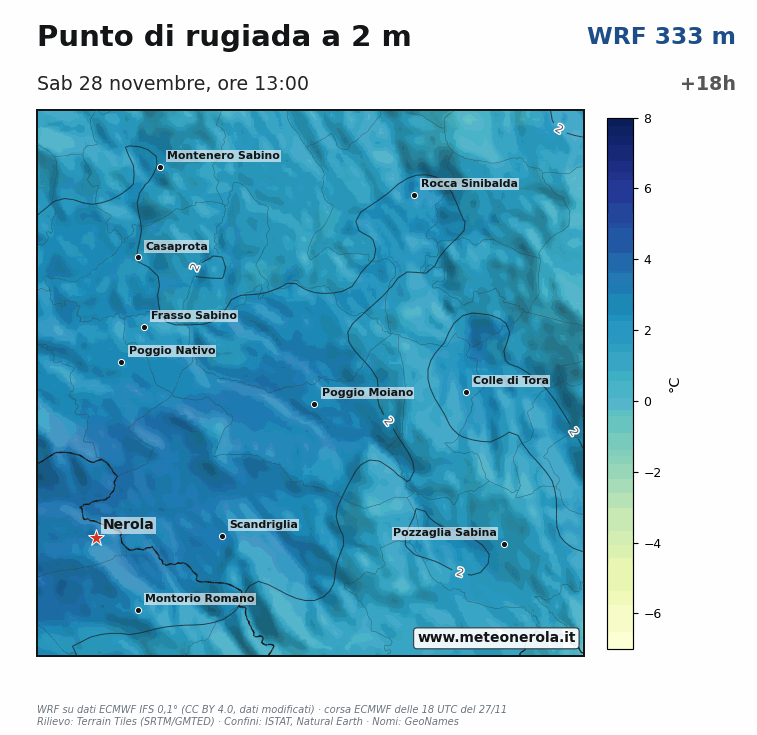 Punto di rugiada a 2 m
WRF 333 m
Sab 28 novembre, ore 13:00
+18h
2
Montenero Sabino
Rocca Sinibalda
Casaprota
2
Frasso Sabino
Poggio Nativo
Colle di Tora
Poggio Moiano
2
2
Nerola
Scandriglia
Pozzaglia Sabina
2
Montorio Romano
www.meteonerola.it
8
6
4
2
0
−2
−4
−6
°C
WRF su dati ECMWF IFS 0,1° (CC BY 4.0, dati modificati) · corsa ECMWF delle 18 UTC del 27/11
Rilievo: Terrain Tiles (SRTM/GMTED) · Confini: ISTAT, Natural Earth · Nomi: GeoNames